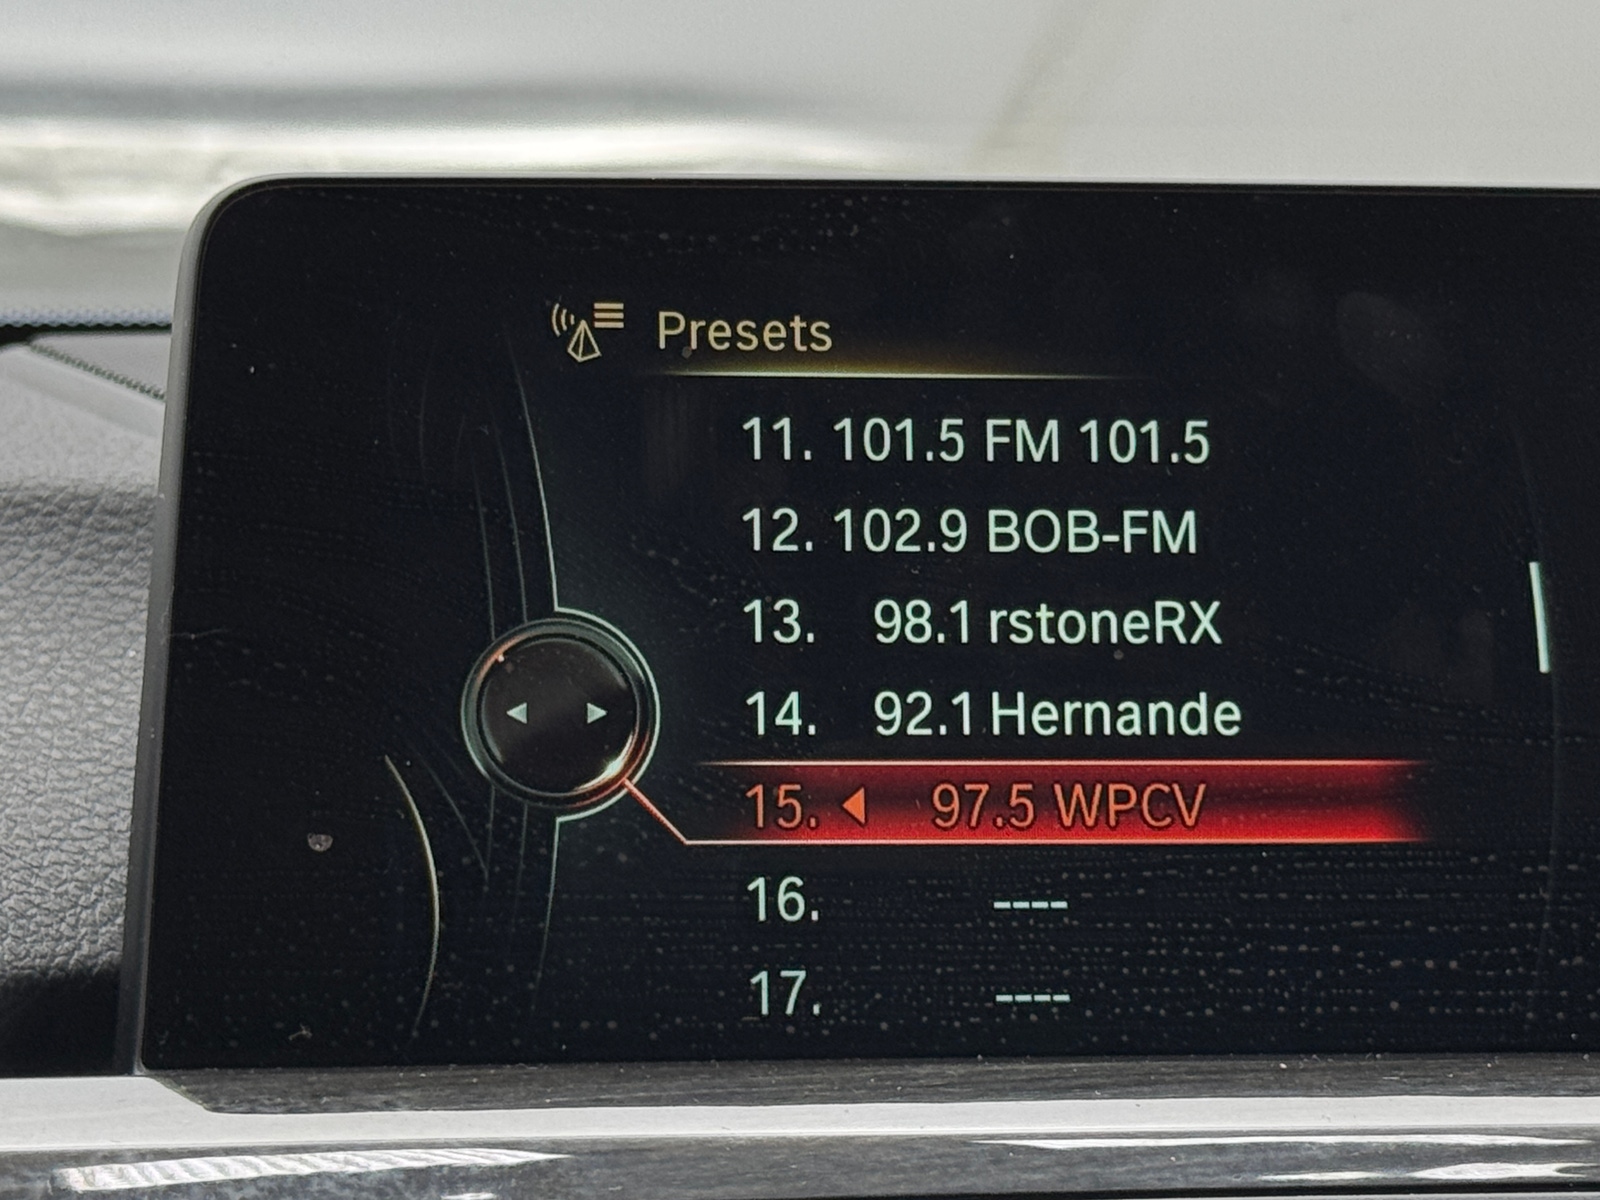 Presets
11. 101.5 FM 101.5
12. 102.9 BOB-FM
13. 98.1 rstoneRX
14. 92.1 Hernande
15. ◀ 97.5 WPCV
16. ----
17. ----